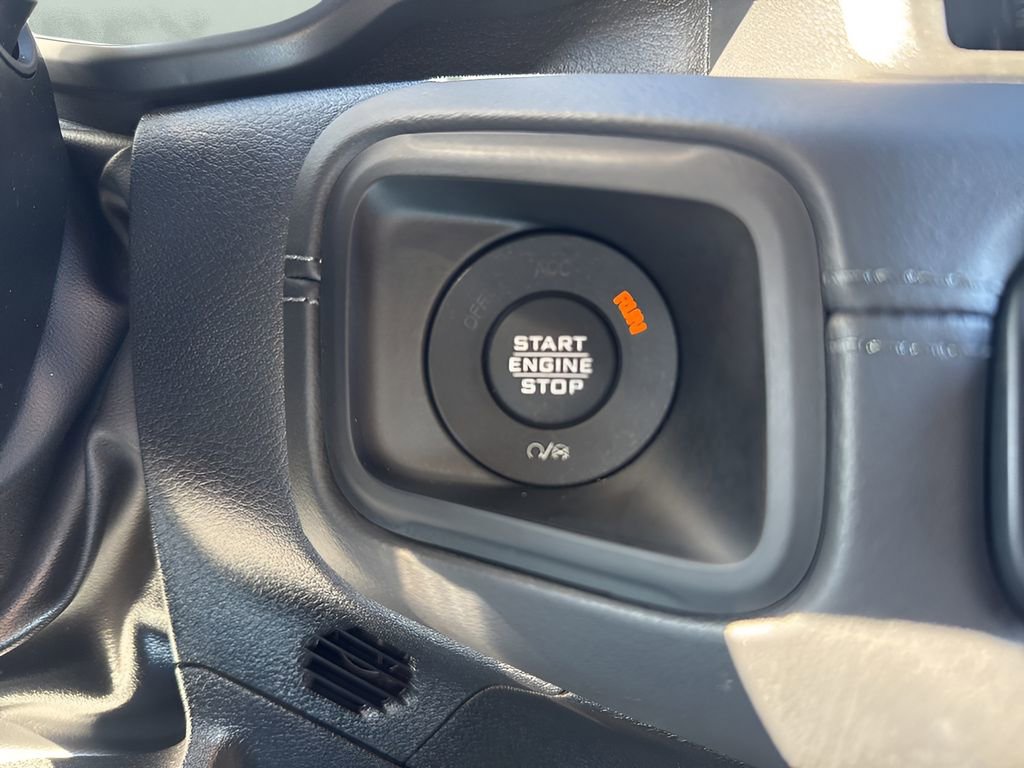 ACC
OFF
RUN
START
ENGINE
STOP